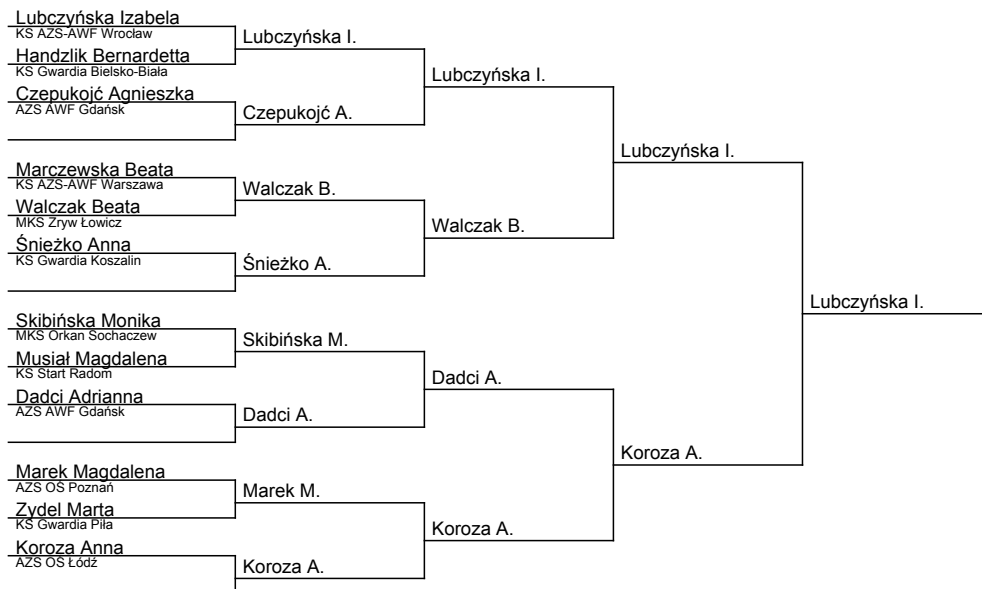 Lubczyńska Izabela
KS AZS-AWF Wrocław
Lubczyńska I.
Handzlik Bernardetta
KS Gwardia Bielsko-Biała
Lubczyńska I.
Czepukojć Agnieszka
AZS AWF Gdańsk
Czepukojć A.
Lubczyńska I.
Marczewska Beata
KS AZS-AWF Warszawa
Walczak B.
Walczak Beata
MKS Zryw Łowicz
Walczak B.
Śnieżko Anna
KS Gwardia Koszalin
Śnieżko A.
Lubczyńska I.
Skibińska Monika
MKS Orkan Sochaczew
Skibińska M.
Musiał Magdalena
KS Start Radom
Dadci A.
Dadci Adrianna
AZS AWF Gdańsk
Dadci A.
Koroza A.
Marek Magdalena
AZS OŚ Poznań
Marek M.
Zydel Marta
KS Gwardia Piła
Koroza A.
Koroza Anna
AZS OŚ Łódź
Koroza A.